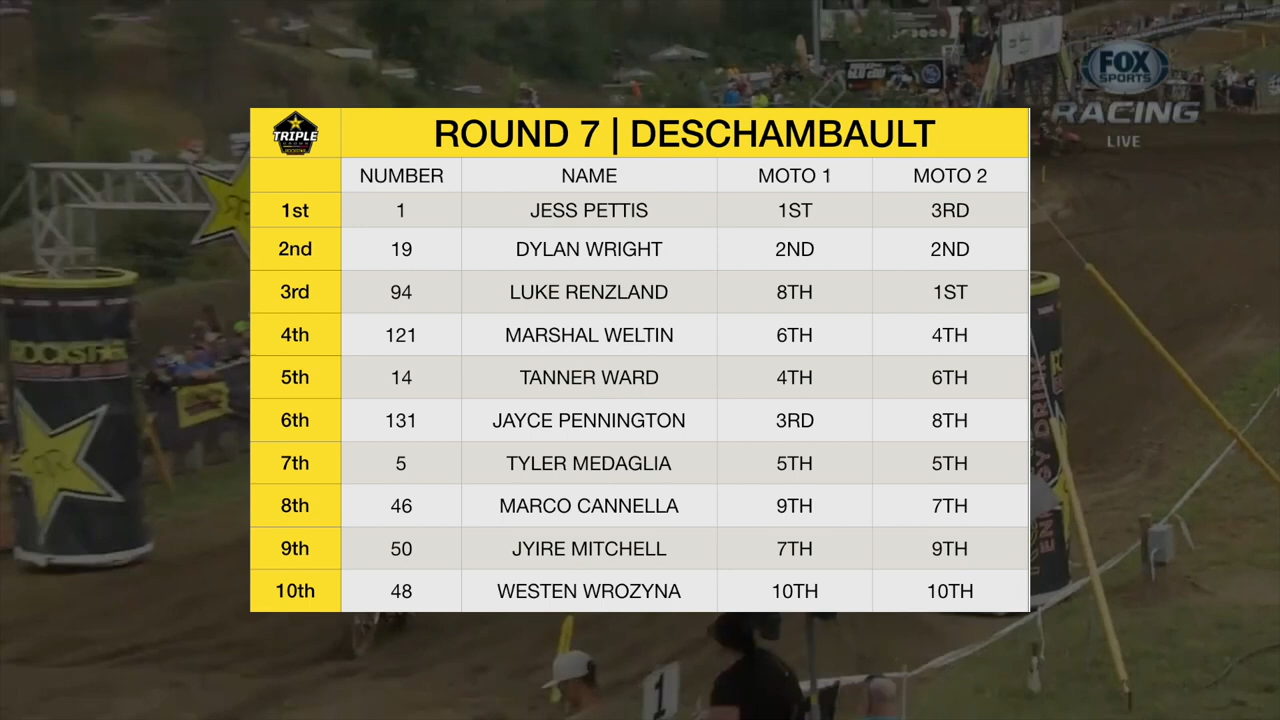 FOX
SPORTS
RACING
LIVE
TRIPLE
ROUND 7 | DESCHAMBAULT
NUMBER NAME MOTO 1 MOTO 2
1st 1 JESS PETTIS 1ST 3RD
2nd 19 DYLAN WRIGHT 2ND 2ND
3rd 94 LUKE RENZLAND 8TH 1ST
4th 121 MARSHAL WELTIN 6TH 4TH
5th 14 TANNER WARD 4TH 6TH
6th 131 JAYCE PENNINGTON 3RD 8TH
7th 5 TYLER MEDAGLIA 5TH 5TH
8th 46 MARCO CANNELLA 9TH 7TH
9th 50 JYIRE MITCHELL 7TH 9TH
10th 48 WESTEN WROZYNA 10TH 10TH
ROCKSTAR
DRINK
1